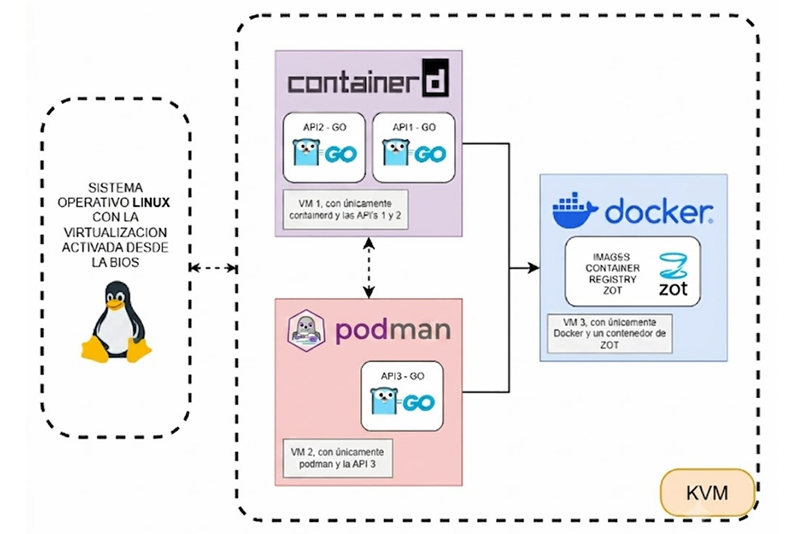 SISTEMA
OPERATIVO LINUX
CON LA
VIRTUALIZACION
ACTIVADA DESDE
LA BIOS
containerd
API2 - GO
GO
API1 - GO
GO
VM 1, con únicamente
containerd y las API's 1 y 2
podman
API3 - GO
GO
VM 2, con únicamente
podman y la API 3
docker
IMAGES
CONTAINER
REGISTRY
ZOT
zot
VM 3, con únicamente
Docker y un contenedor de
ZOT
KVM